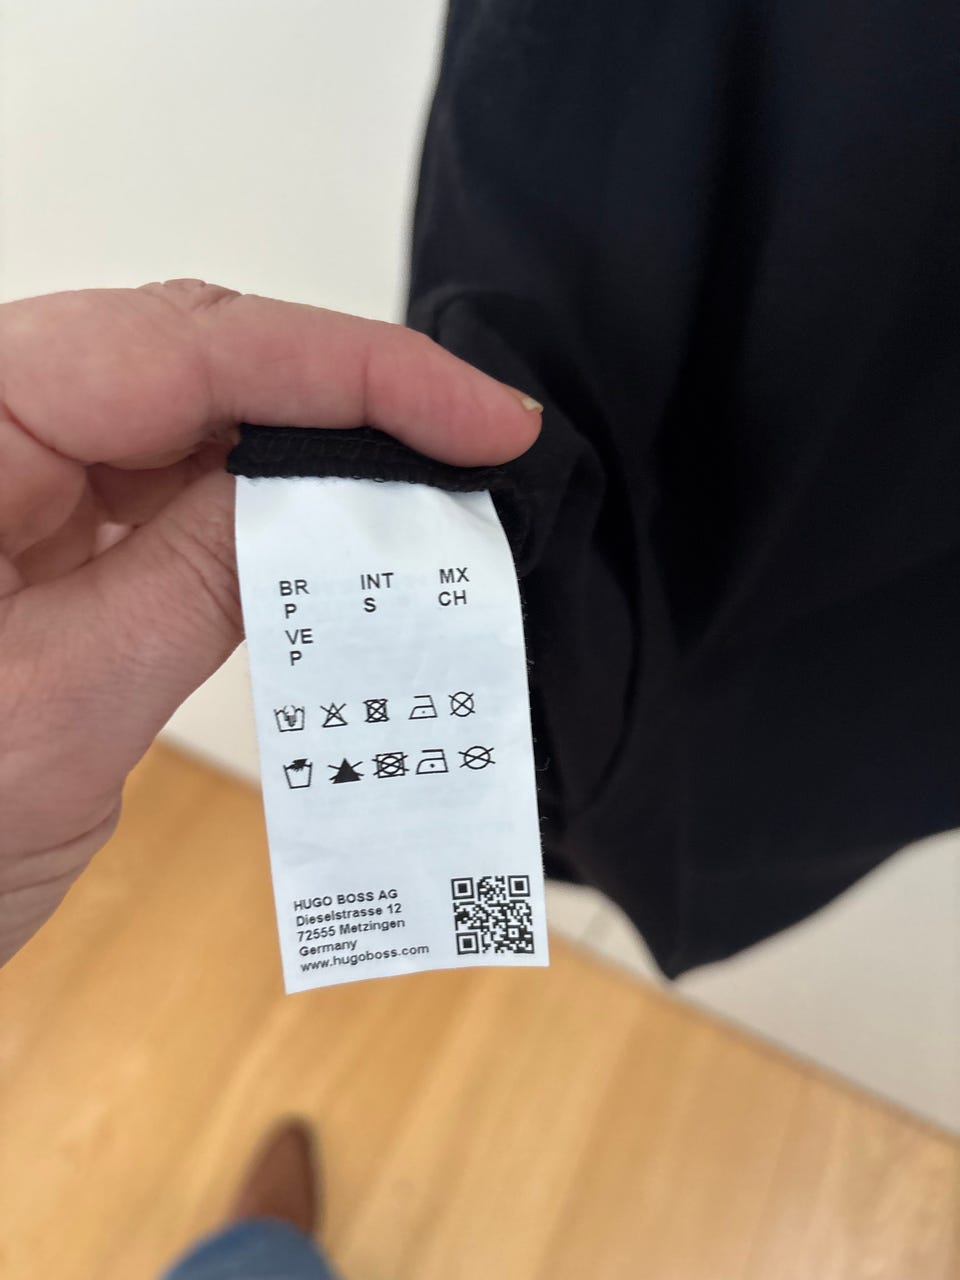 BR INT MX
P S CH
VE
P
HUGO BOSS AG
Dieselstrasse 12
72555 Metzingen
Germany
www.hugoboss.com